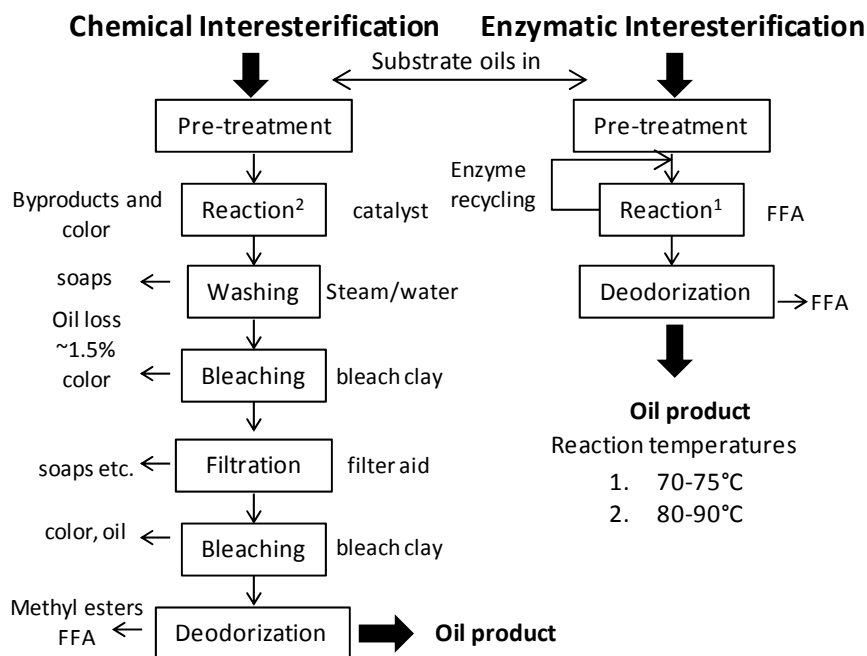 Chemical Interesterification
Enzymatic Interesterification
Substrate oils in
Pre-treatment
Pre-treatment
Enzyme
recycling
Byproducts and
color
Reaction²
catalyst
Reaction¹
FFA
soaps
Washing
Steam/water
Deodorization
FFA
Oil loss
~1.5%
color
Bleaching
bleach clay
Oil product
Reaction temperatures
1. 70-75°C
2. 80-90°C
soaps etc.
Filtration
filter aid
color, oil
Bleaching
bleach clay
Methyl esters
FFA
Deodorization
Oil product